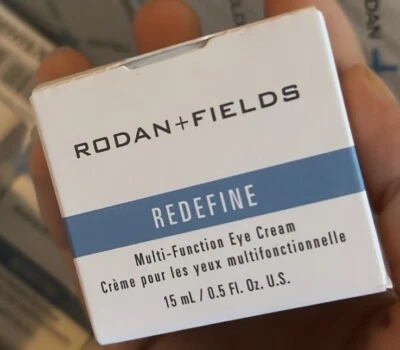 RODAN+FIELDS
REDEFINE
Multi-Function Eye Cream
Crème pour les yeux multifonctionnelle
15 mL / 0.5 Fl. Oz. U.S.